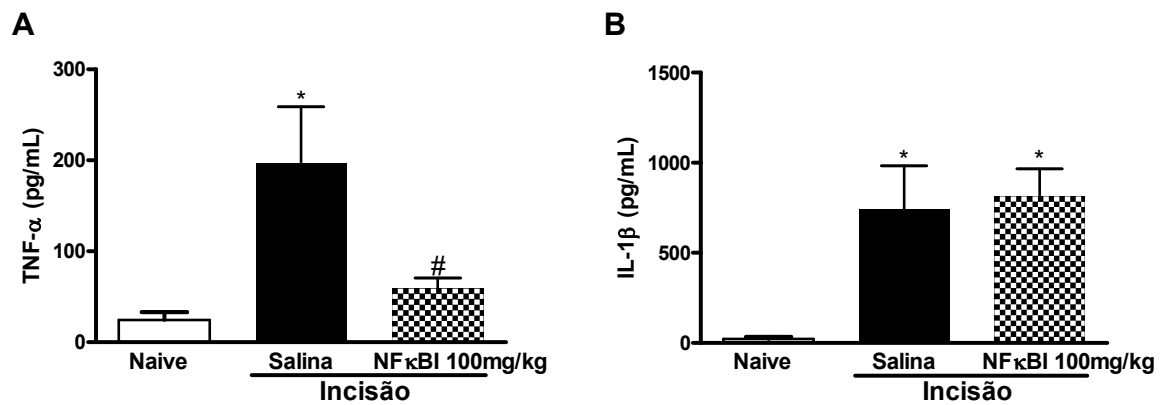 A
300
200
100
0
TNF-α (pg/mL)
*
#
Naive
Salina
NFκBI 100mg/kg
Incisão
B
1500
1000
500
0
IL-1β (pg/mL)
*
*
Naive
Salina
NFκBI 100mg/kg
Incisão